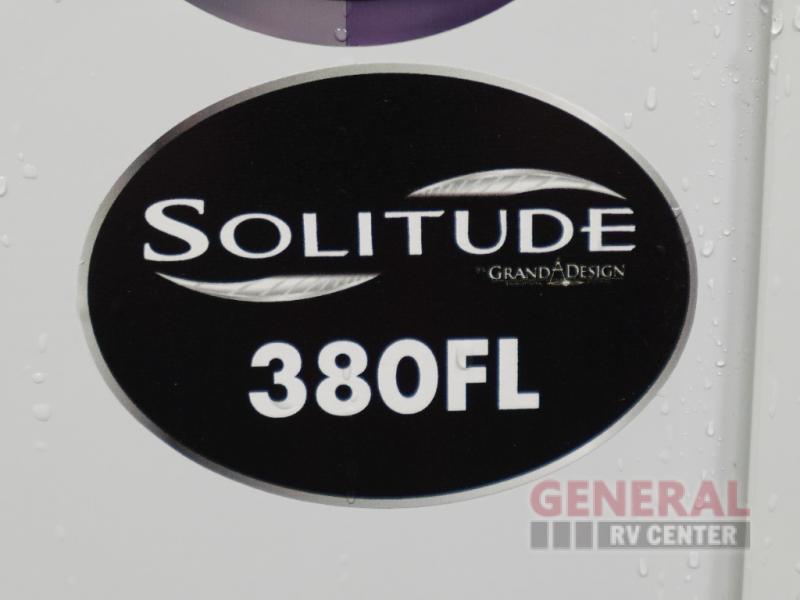 SOLITUDE
BY GRAND DESIGN
380FL
GENERAL
RV CENTER